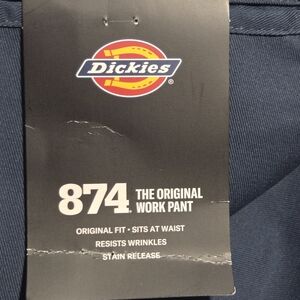 Dickies
®
874
THE ORIGINAL
WORK PANT
ORIGINAL FIT • SITS AT WAIST
RESISTS WRINKLES
STAIN RELEASE